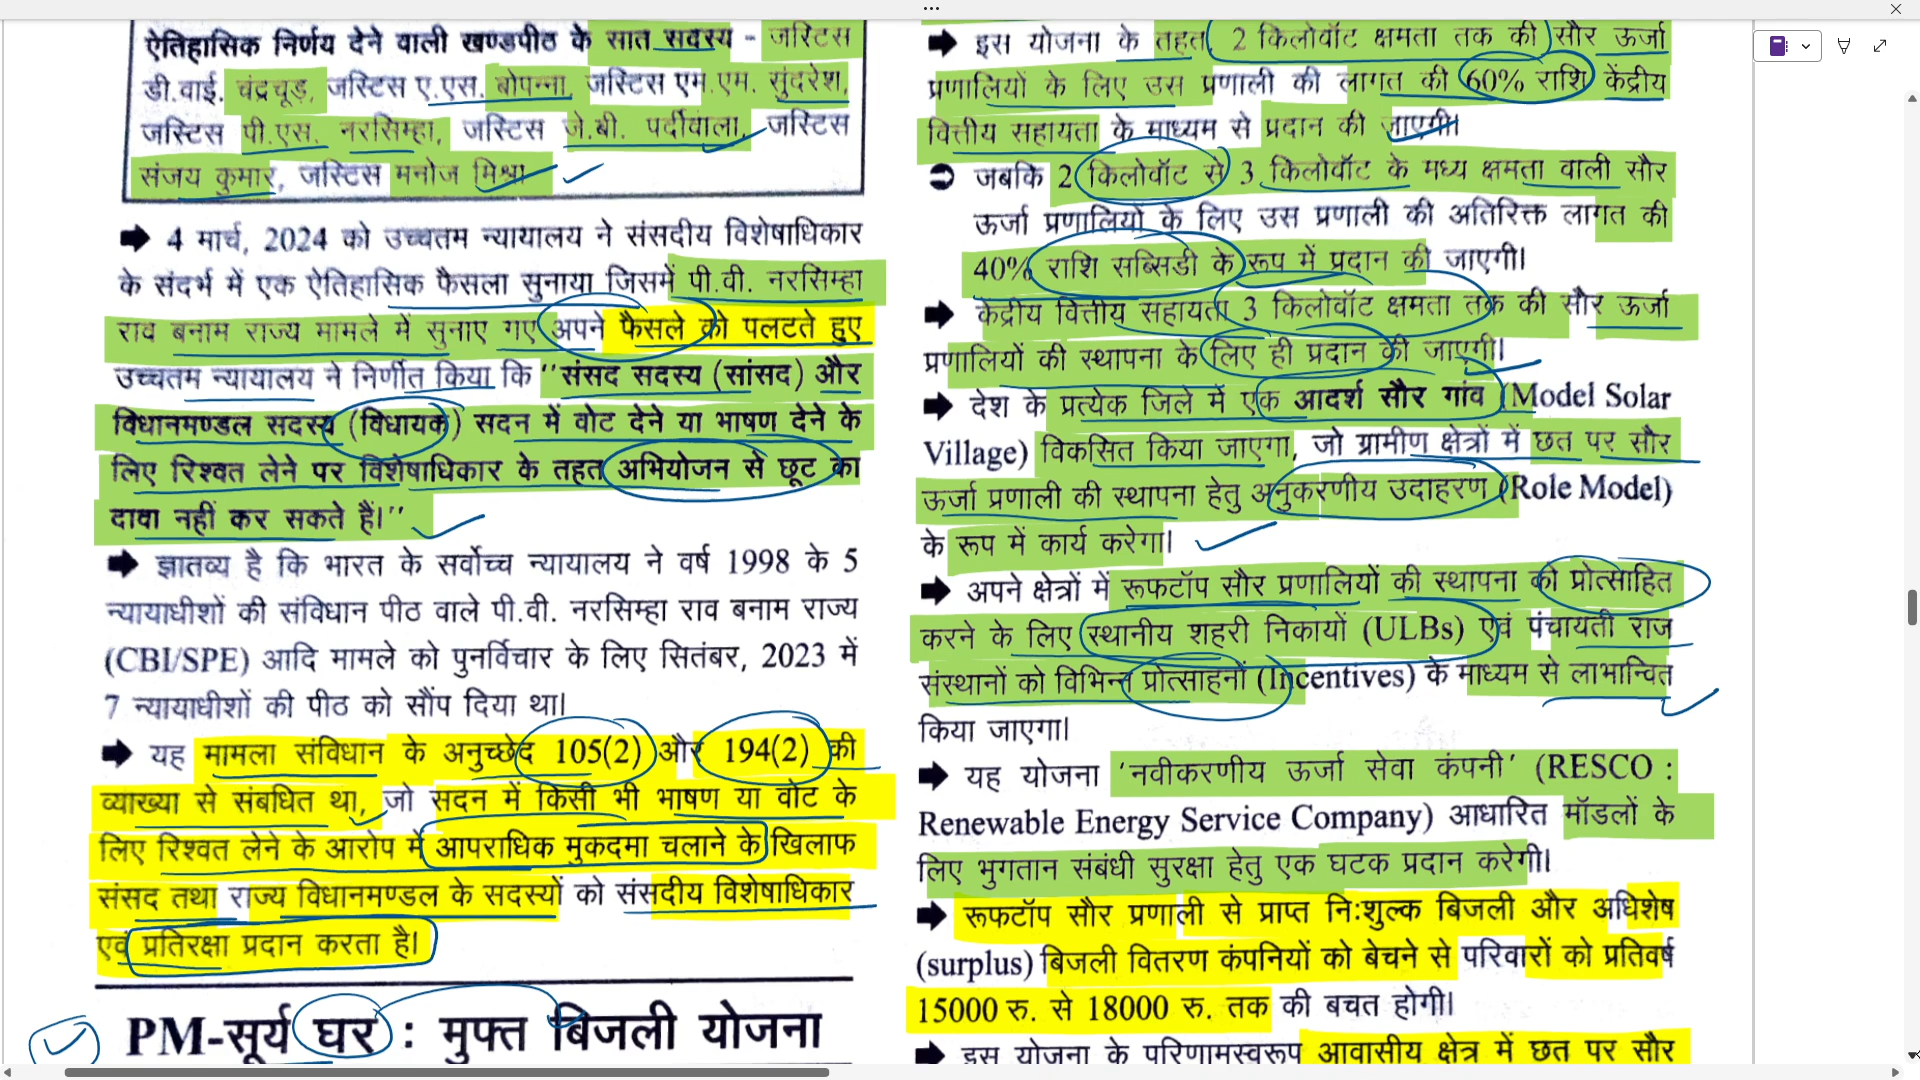 ऐतिहासिक निर्णय देने वाली खण्डपीठ के सात सदस्य - जस्टिस
डी.वाई. चंद्रचूड़, जस्टिस ए.एस. बोपन्ना, जस्टिस एम.एम. सुंदरेश,
जस्टिस पी.एस. नरसिम्हा, जस्टिस जे.बी. पर्दीवाला, जस्टिस
संजय कुमार, जस्टिस मनोज मिश्रा
➡ 4 मार्च, 2024 को उच्चतम न्यायालय ने संसदीय विशेषाधिकार
के संदर्भ में एक ऐतिहासिक फैसला सुनाया जिसमें पी.वी. नरसिम्हा
राव बनाम राज्य मामले में सुनाए गए अपने फैसले को पलटते हुए
उच्चतम न्यायालय ने निर्णीत किया कि ''संसद सदस्य (सांसद) और
विधानमण्डल सदस्य (विधायक) सदन में वोट देने या भाषण देने के
लिए रिश्वत लेने पर विशेषाधिकार के तहत अभियोजन से छूट का
दावा नहीं कर सकते हैं।''
➡ ज्ञातव्य है कि भारत के सर्वोच्च न्यायालय ने वर्ष 1998 के 5
न्यायाधीशों की संविधान पीठ वाले पी.वी. नरसिम्हा राव बनाम राज्य
(CBI/SPE) आदि मामले को पुनर्विचार के लिए सितंबर, 2023 में
7 न्यायाधीशों की पीठ को सौंप दिया था।
➡ यह मामला संविधान के अनुच्छेद 105(2) और 194(2) की
व्याख्या से संबधित था, जो सदन में किसी भी भाषण या वोट के
लिए रिश्वत लेने के आरोप में आपराधिक मुकदमा चलाने के खिलाफ
संसद तथा राज्य विधानमण्डल के सदस्यों को संसदीय विशेषाधिकार
एवं प्रतिरक्षा प्रदान करता है।
PM-सूर्य घर : मुफ्त बिजली योजना
➡ इस योजना के तहत 2 किलोवॉट क्षमता तक की सौर ऊर्जा
प्रणालियों के लिए उस प्रणाली की लागत की 60% राशि केंद्रीय
वित्तीय सहायता के माध्यम से प्रदान की जाएगी।
➲ जबकि 2 किलोवॉट से 3 किलोवॉट के मध्य क्षमता वाली सौर
ऊर्जा प्रणालियों के लिए उस प्रणाली की अतिरिक्त लागत की
40% राशि सब्सिडी के रूप में प्रदान की जाएगी।
➡ केंद्रीय वित्तीय सहायता 3 किलोवॉट क्षमता तक की सौर ऊर्जा
प्रणालियों की स्थापना के लिए ही प्रदान की जाएगी।
➡ देश के प्रत्येक जिले में एक आदर्श सौर गांव (Model Solar
Village) विकसित किया जाएगा, जो ग्रामीण क्षेत्रों में छत पर सौर
ऊर्जा प्रणाली की स्थापना हेतु अनुकरणीय उदाहरण (Role Model)
के रूप में कार्य करेगा।
➡ अपने क्षेत्रों में रूफटॉप सौर प्रणालियों की स्थापना को प्रोत्साहित
करने के लिए स्थानीय शहरी निकायों (ULBs) एवं पंचायती राज
संस्थानों को विभिन्न प्रोत्साहनों (Incentives) के माध्यम से लाभान्वित
किया जाएगा।
➡ यह योजना 'नवीकरणीय ऊर्जा सेवा कंपनी' (RESCO :
Renewable Energy Service Company) आधारित मॉडलों के
लिए भुगतान संबंधी सुरक्षा हेतु एक घटक प्रदान करेगी।
➡ रूफटॉप सौर प्रणाली से प्राप्त निःशुल्क बिजली और अधिशेष
(surplus) बिजली वितरण कंपनियों को बेचने से परिवारों को प्रतिवर्ष
15000 रु. से 18000 रु. तक की बचत होगी।
➡ इस योजना के परिणामस्वरूप आवासीय क्षेत्र में छत पर सौर